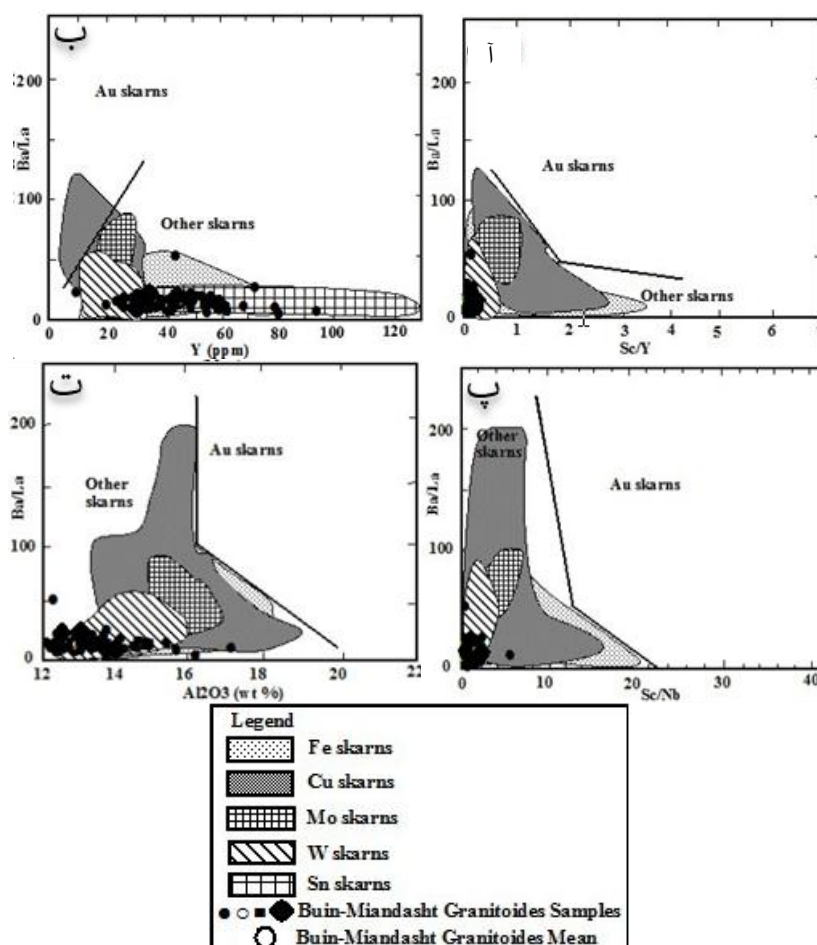 ب
200
Au skarns
Ba/La
100
Other skarns
0
0 20 40 60 80 100 120
Y (ppm)
آ
200
Au skarns
Ba/La
100
Other skarns
0
0 1 2 3 4 5 6 7
Sc/Y
ت
200
Au skarns
Other
skarns
Ba/La
100
0
12 14 16 18 20 22
Al2O3 (wt %)
پ
200
Other
skarns
Au skarns
Ba/La
100
0
0 10 20 30 40
Sc/Nb
Legend
Fe skarns
Cu skarns
Mo skarns
W skarns
Sn skarns
Buin-Miandasht Granitoides Samples
Buin-Miandasht Granitoides Mean